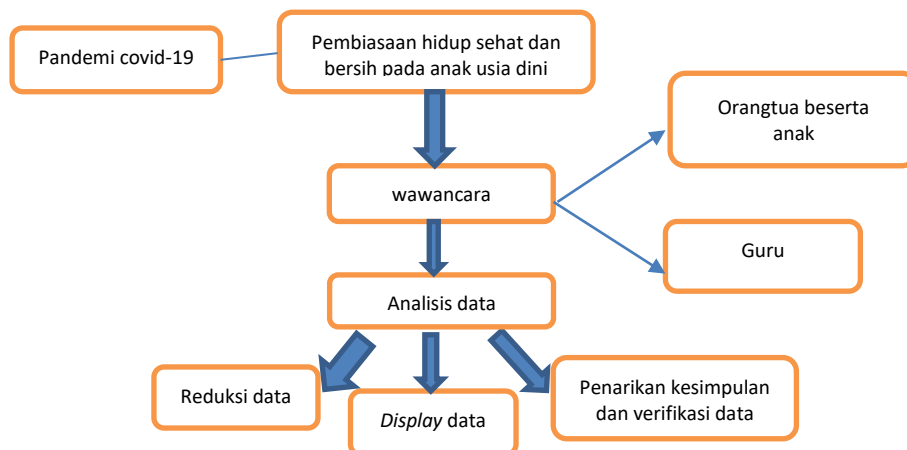 Pandemi covid-19
Pembiasaan hidup sehat dan
bersih pada anak usia dini
Orangtua beserta
anak
wawancara
Guru
Analisis data
Reduksi data
Display data
Penarikan kesimpulan
dan verifikasi data